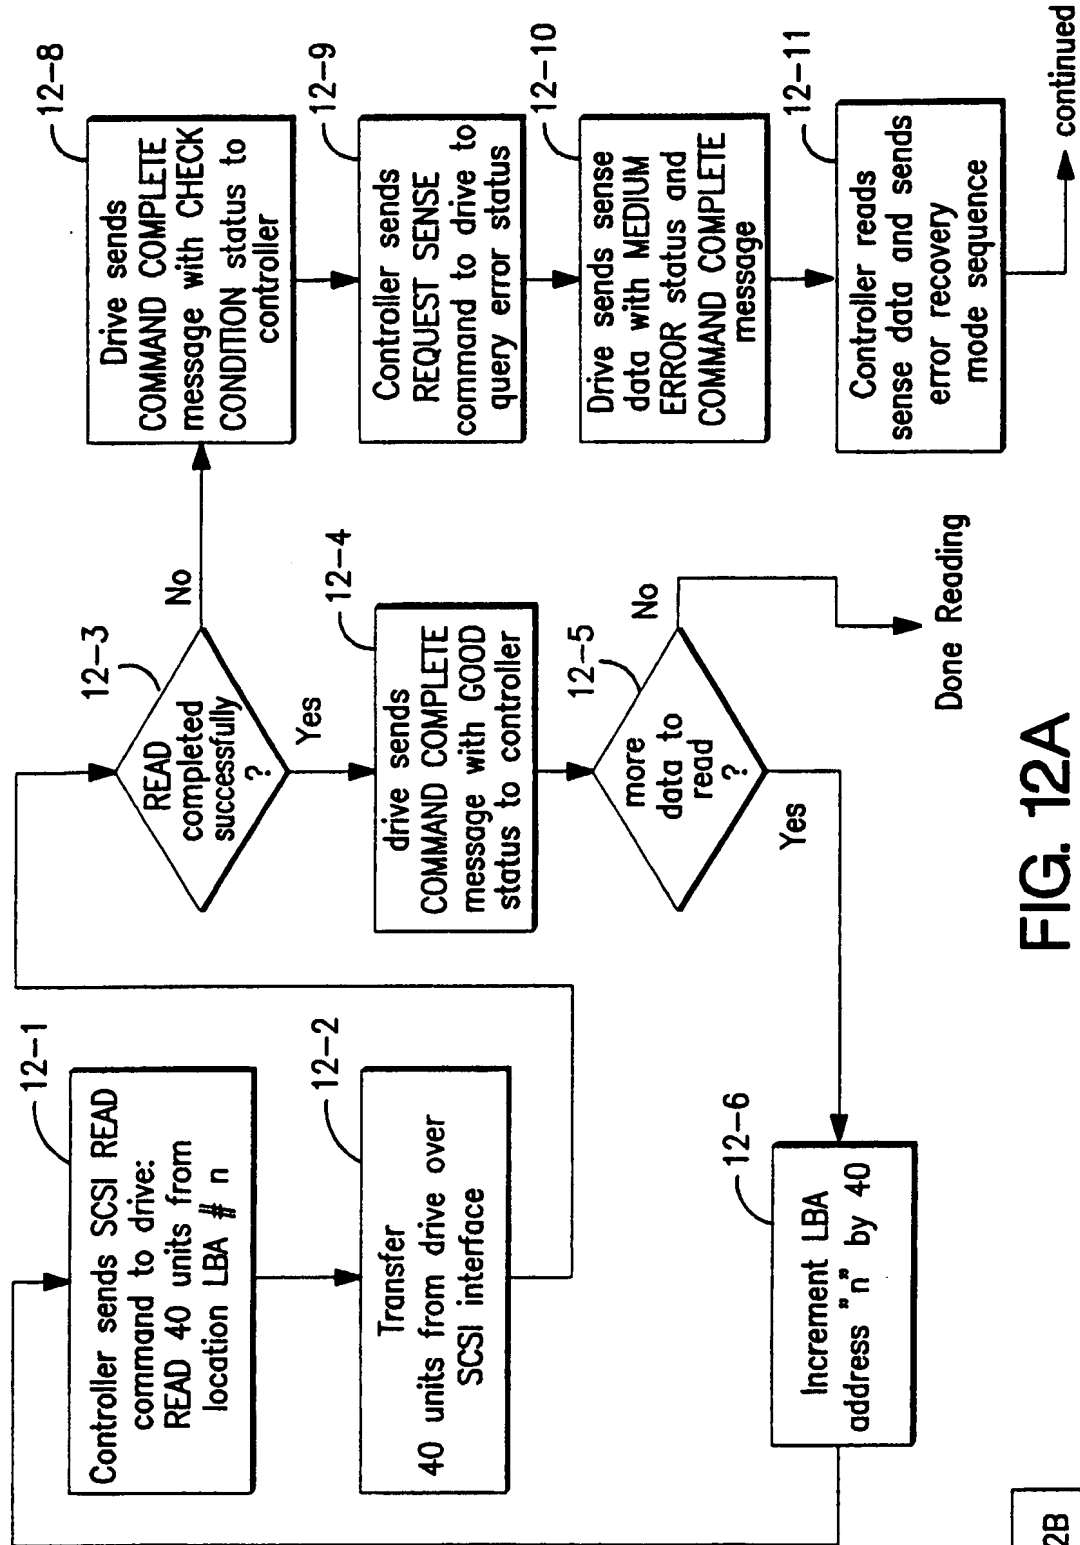 12-1
Controller sends SCSI READ
command to drive:
READ 40 units from
location LBA # n
12-2
Transfer
40 units from drive over
SCSI interface
12-3
READ
completed
successfully
?
No
Yes
12-4
drive sends
COMMAND COMPLETE
message with GOOD
status to controller
12-5
more
data to
read
?
No
Yes
Done Reading
12-6
Increment LBA
address "n" by 40
12-8
Drive sends
COMMAND COMPLETE
message with CHECK
CONDITION status to
controller
12-9
Controller sends
REQUEST SENSE
command to drive to
query error status
12-10
Drive sends sense
data with MEDIUM
ERROR status and
COMMAND COMPLETE
message
12-11
Controller reads
sense data and sends
error recovery
mode sequence
continued
FIG. 12A
2B